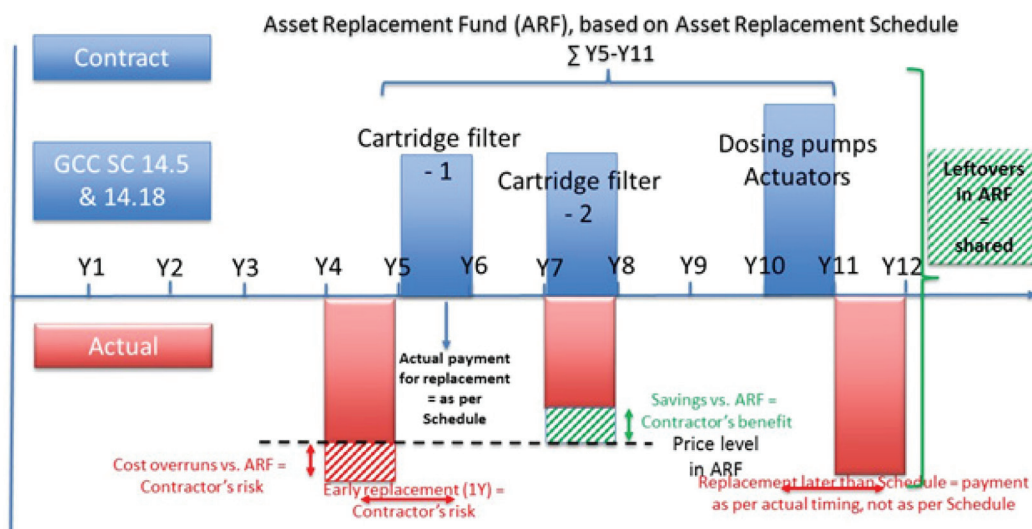 Asset Replacement Fund (ARF), based on Asset Replacement Schedule
∑ Y5-Y11
Contract
GCC SC 14.5
& 14.18
Cartridge filter
- 1
Cartridge filter
- 2
Dosing pumps
Actuators
Leftovers
in ARF
=
shared
Y1 Y2 Y3 Y4 Y5 Y6 Y7 Y8 Y9 Y10 Y11 Y12
Actual
Actual payment
for replacement
= as per
Schedule
Savings vs. ARF =
Contractor's benefit
Price level
in ARF
Cost overruns vs. ARF =
Contractor's risk
Early replacement (1Y) =
Contractor's risk
Replacement later than Schedule = payment
as per actual timing, not as per Schedule